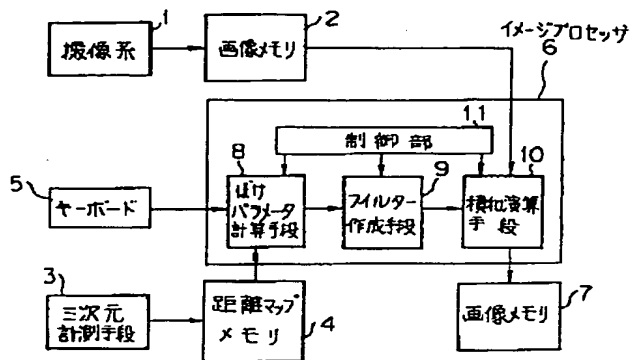 1
撮像系
2
画像メモリ
イメージプロセッサ
6
11
制御部
8
ぼけ
パラメータ
計算手段
9
フィルター
作成手段
10
模擬演算
手段
5
キーボード
3
三次元
計測手段
距離マップ
メモリ
4
画像メモリ
7